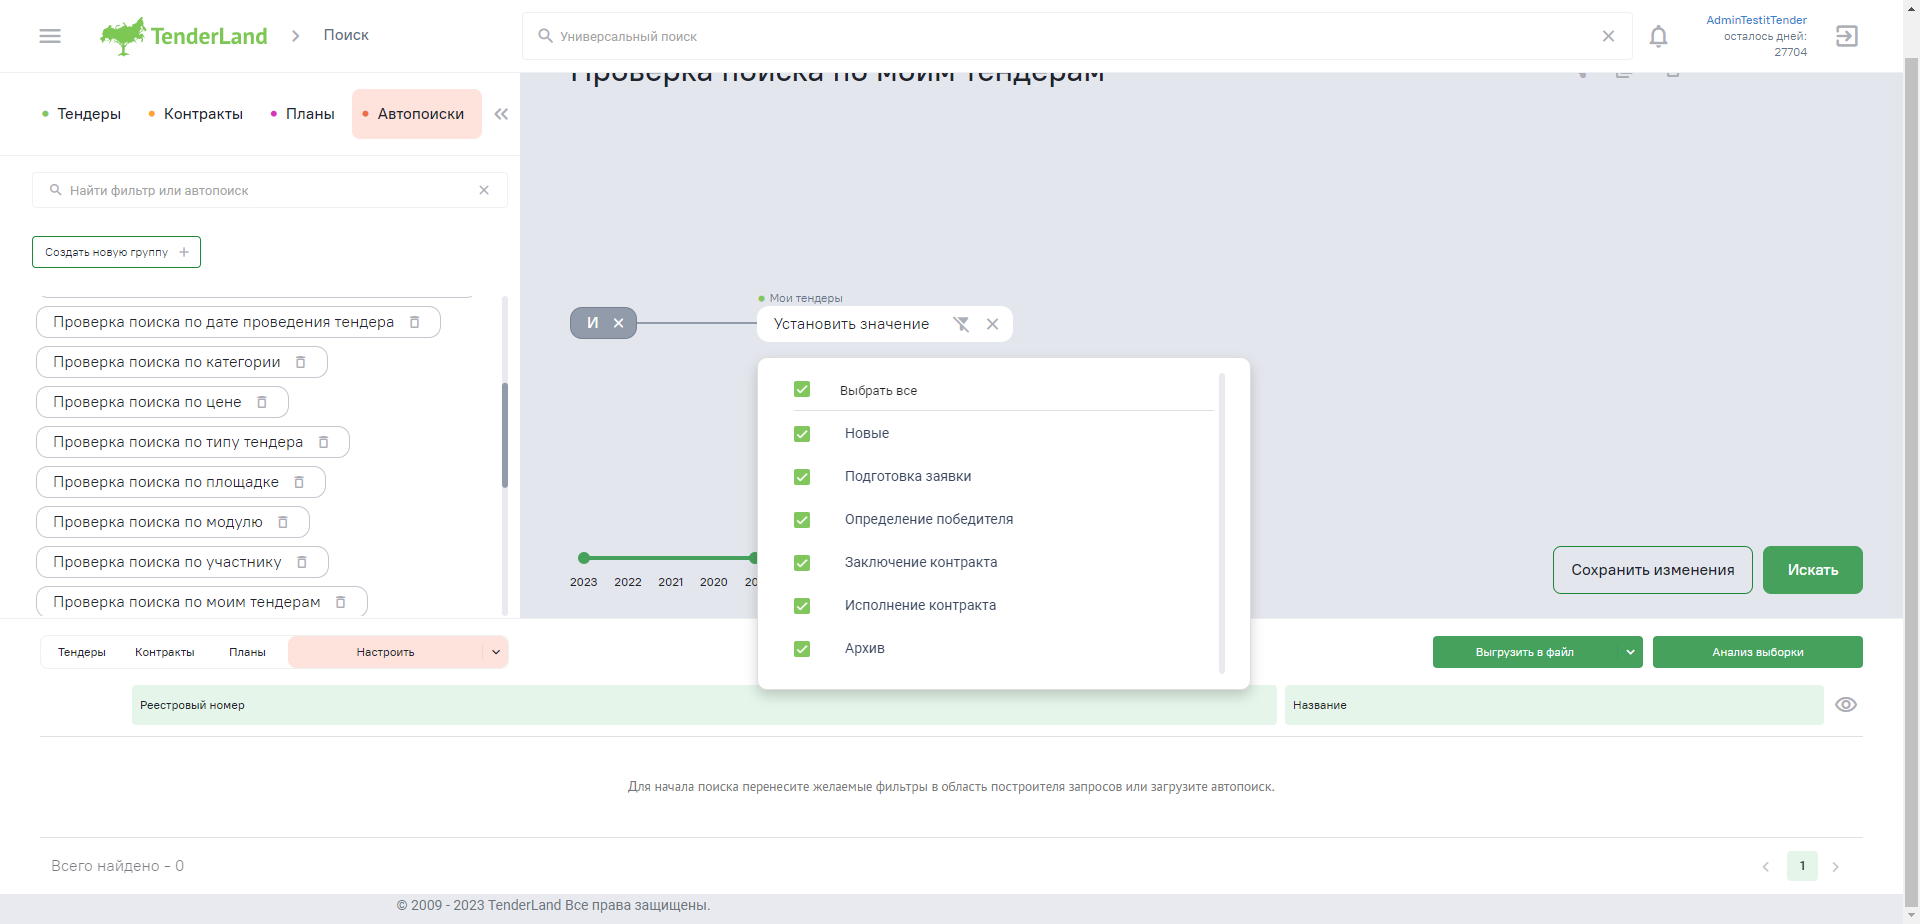 TenderLand
Поиск
Универсальный поиск
AdminTestitTender
осталось дней:
27704
Тендеры
Контракты
Планы
Автопоиски
Проверка поиска по моим тендерам
Найти фильтр или автопоиск
Создать новую группу
Проверка поиска по дате проведения тендера
Проверка поиска по категории
Проверка поиска по цене
Проверка поиска по типу тендера
Проверка поиска по площадке
Проверка поиска по модулю
Проверка поиска по участнику
Проверка поиска по моим тендерам
И
Мои тендеры
Установить значение
Выбрать все
Новые
Подготовка заявки
Определение победителя
Заключение контракта
Исполнение контракта
Архив
2023 2022 2021 2020 20
Сохранить изменения
Искать
Тендеры
Контракты
Планы
Настроить
Выгрузить в файл
Анализ выборки
Реестровый номер
Название
Для начала поиска перенесите желаемые фильтры в область построителя запросов или загрузите автопоиск.
Всего найдено - 0
1
© 2009 - 2023 TenderLand Все права защищены.